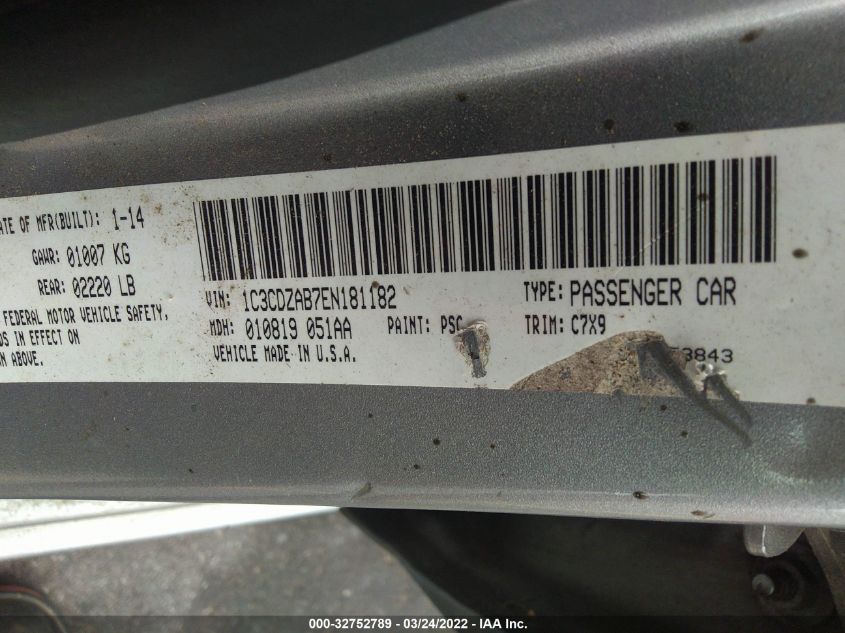 ATE OF MFR(BUILT): 1-14
GAWR: 01007 KG
REAR: 02220 LB
FEDERAL MOTOR VEHICLE SAFETY,
DS IN EFFECT ON
N ABOVE.
VIN: 1C3CDZAB7EN181182
TYPE: PASSENGER CAR
MDH: 010819 051AA
PAINT: PSC
TRIM: C7X9
VEHICLE MADE IN U.S.A.
3843
000-32752789 - 03/24/2022 - IAA Inc.